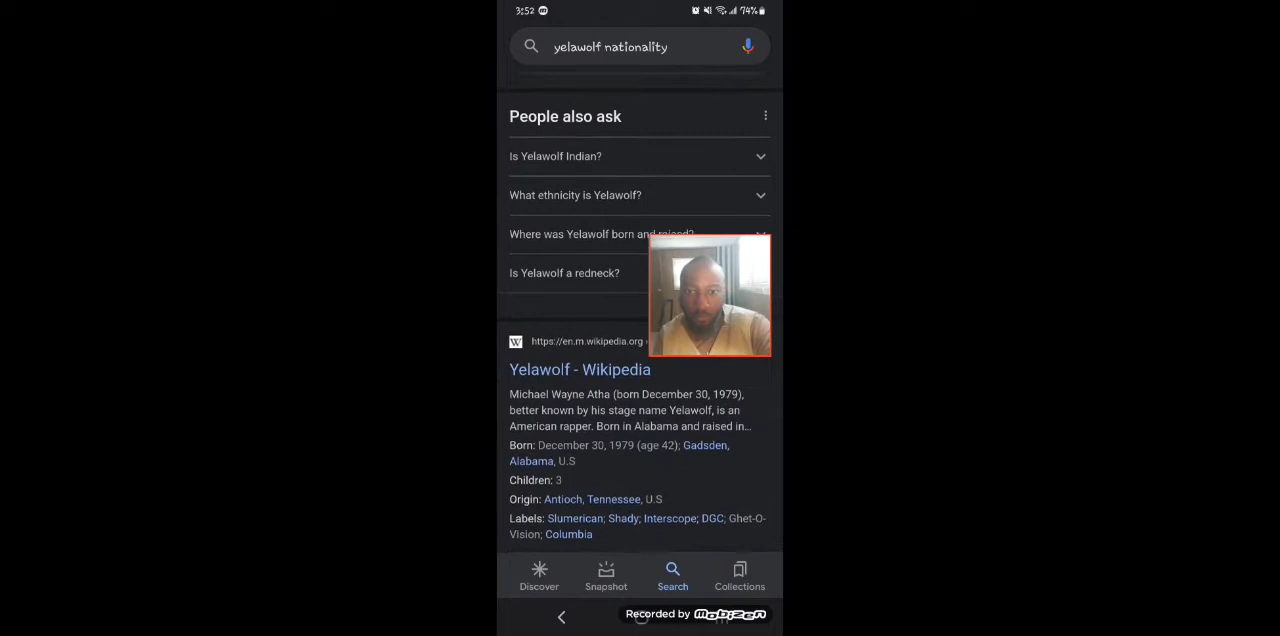 3:52
74%
yelawolf nationality
People also ask
Is Yelawolf Indian?
What ethnicity is Yelawolf?
Where was Yelawolf born and raised?
Is Yelawolf a redneck?
W https://en.m.wikipedia.org ›
Yelawolf - Wikipedia
Michael Wayne Atha (born December 30, 1979),
better known by his stage name Yelawolf, is an
American rapper. Born in Alabama and raised in...
Born: December 30, 1979 (age 42); Gadsden,
Alabama, U.S
Children: 3
Origin: Antioch, Tennessee, U.S
Labels: Slumerican; Shady; Interscope; DGC; Ghet-O-
Vision; Columbia
Discover Snapshot Search Collections
Recorded by mobizen